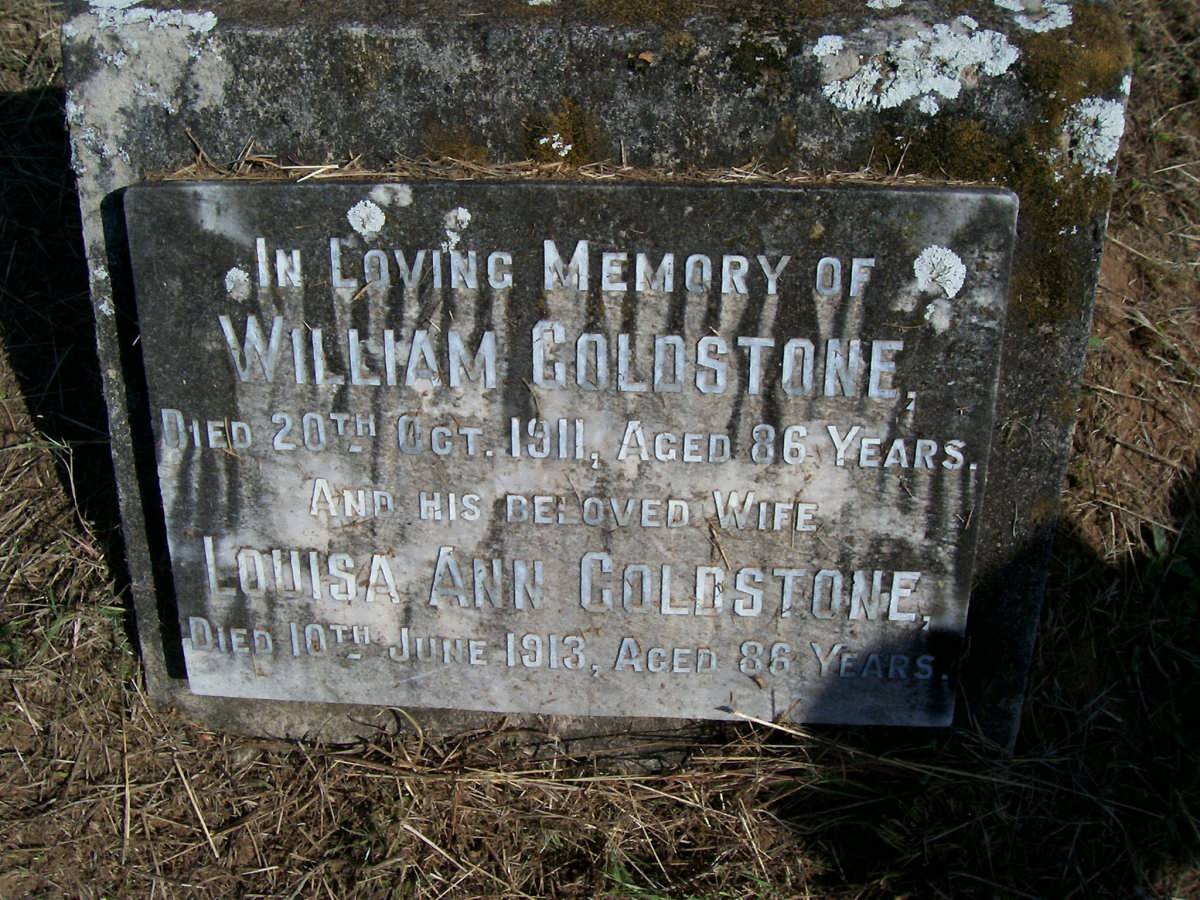 In Loving Memory of
William Goldstone,
Died 20th Oct. 1911, Aged 86 Years.
And his beloved Wife
Louisa Ann Goldstone,
Died 10th June 1913, Aged 86 Years.